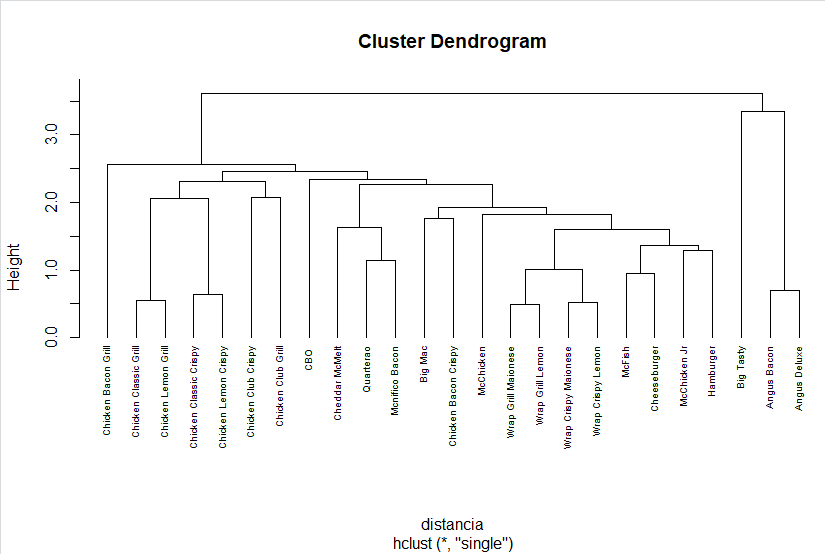 Cluster Dendrogram
Height
3.0
2.0
1.0
0.0
Chicken Bacon Grill
Chicken Classic Grill
Chicken Lemon Grill
Chicken Classic Crispy
Chicken Lemon Crispy
Chicken Club Crispy
Chicken Club Grill
CBO
Cheddar McMelt
Quarterao
Mcnifico Bacon
Big Mac
Chicken Bacon Crispy
McChicken
Wrap Grill Maionese
Wrap Grill Lemon
Wrap Crispy Maionese
Wrap Crispy Lemon
McFish
Cheeseburger
McChicken Jr
Hamburger
Big Tasty
Angus Bacon
Angus Deluxe
distancia
hclust (*, "single")